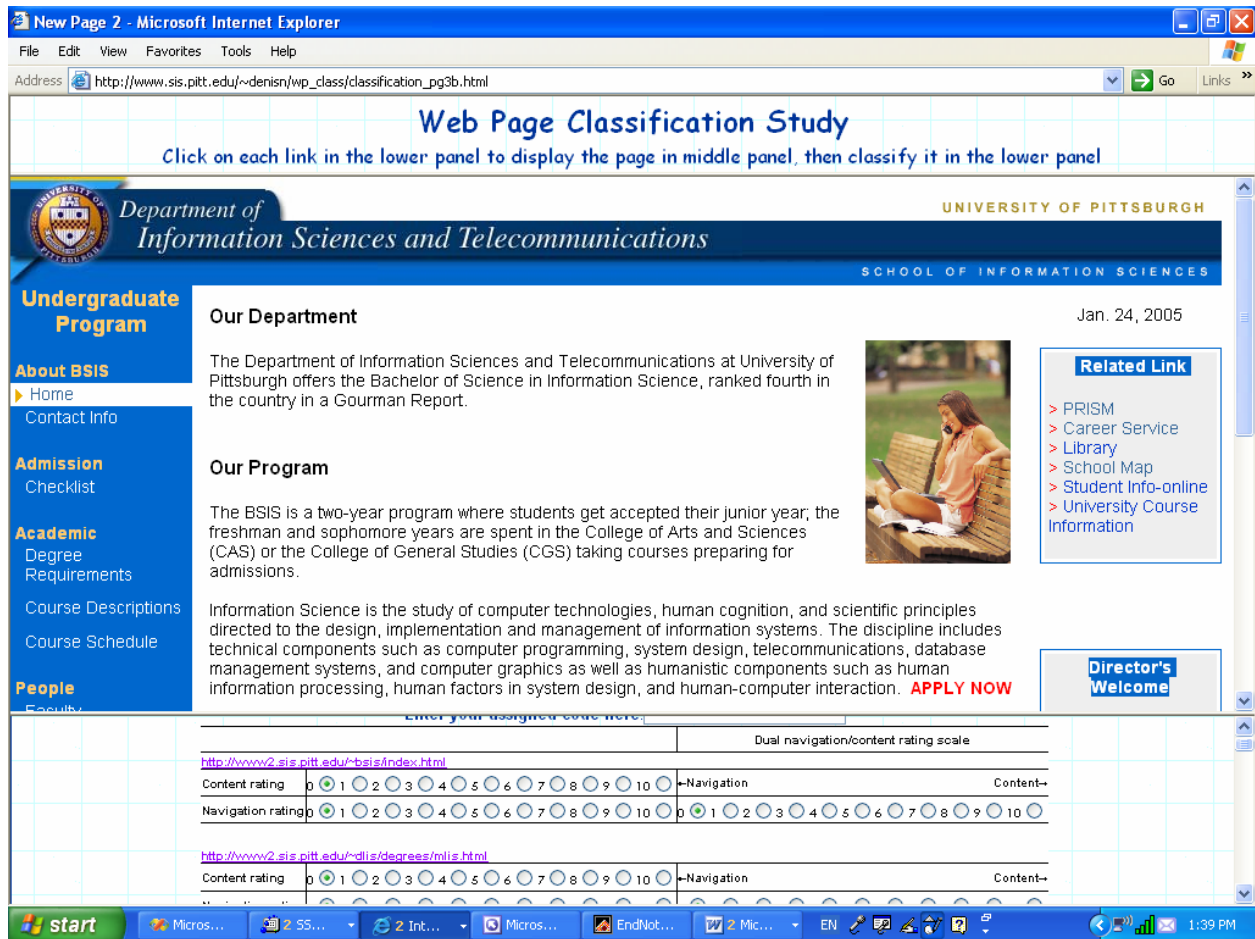 New Page 2 - Microsoft Internet Explorer
File Edit View Favorites Tools Help
Address http://www.sis.pitt.edu/~denisn/wp_class/classification_pg3b.html Go Links »
Web Page Classification Study
Click on each link in the lower panel to display the page in middle panel, then classify it in the lower panel
UNIVERSITY OF PITTSBURGH
Department of
Information Sciences and Telecommunications
SCHOOL OF INFORMATION SCIENCES
Undergraduate
Program
About BSIS
Home
Contact Info
Admission
Checklist
Academic
Degree
Requirements
Course Descriptions
Course Schedule
People
Faculty
Our Department
The Department of Information Sciences and Telecommunications at University of
Pittsburgh offers the Bachelor of Science in Information Science, ranked fourth in
the country in a Gourman Report.
Our Program
The BSIS is a two-year program where students get accepted their junior year; the
freshman and sophomore years are spent in the College of Arts and Sciences
(CAS) or the College of General Studies (CGS) taking courses preparing for
admissions.
Information Science is the study of computer technologies, human cognition, and scientific principles
directed to the design, implementation and management of information systems. The discipline includes
technical components such as computer programming, system design, telecommunications, database
management systems, and computer graphics as well as humanistic components such as human
information processing, human factors in system design, and human-computer interaction. APPLY NOW
Jan. 24, 2005
Related Link
> PRISM
> Career Service
> Library
> School Map
> Student Info-online
> University Course
Information
Director's
Welcome
Enter your assigned code here:
Dual navigation/content rating scale
http://www2.sis.pitt.edu/~bsis/index.html
Content rating 0 1 2 3 4 5 6 7 8 9 10 ←Navigation Content→
Navigation rating 0 1 2 3 4 5 6 7 8 9 10 0 1 2 3 4 5 6 7 8 9 10
http://www2.sis.pitt.edu/~dlis/degrees/mlis.html
Content rating 0 1 2 3 4 5 6 7 8 9 10 ←Navigation Content→
start Micros... 2 SS... 2 Int... Micros... EndNot... 2 Mic... EN 1:39 PM